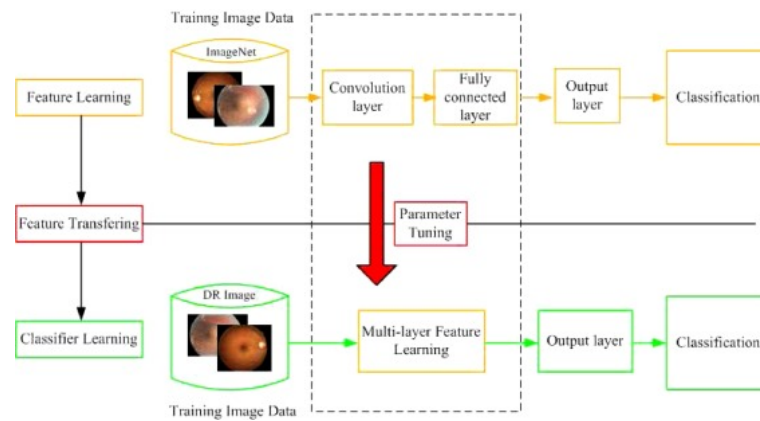 Trainng Image Data
ImageNet
Feature Learning
Convolution
layer
Fully
connected
layer
Output
layer
Classification
Feature Transfering
Parameter
Tuning
DR Image
Classifier Learning
Multi-layer Feature
Learning
Output layer
Classification
Training Image Data